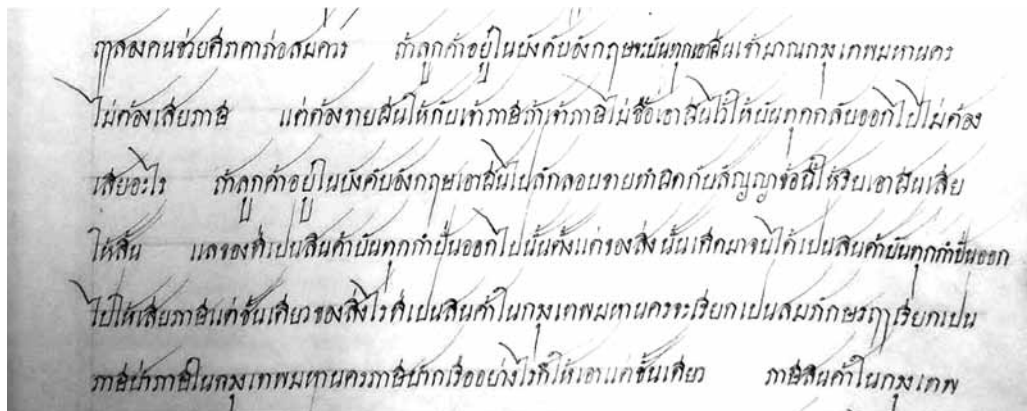 ฤๅสองคนช่วยตีราคาก่อสมควร ถ้าลูกค้าอยู่ในบังคับอังกฤษจะบันทุกเอาฝิ่นเข้ามาณกรุงเทพมหานคร
ไม่ต้องเสียภาษี แต่ต้องขายฝิ่นให้กับเจ้าภาษีถ้าเจ้าภาษีไม่ซื้อเอาฝิ่นไว้ให้บันทุกกลับออกไปไม่ต้อง
เสียอะไร ถ้าลูกค้าอยู่ในบังคับอังกฤษเอาฝิ่นไปลักลอบขายทำผิดกับสัญญาข้อนี้ให้ริบเอาฝิ่นเสีย
ให้สิ้น แลของที่เปนสินค้าบันทุกกำปั่นออกไปนั้นตั้งแต่ของสิ่งนั้นเกิดมาจนได้เปนสินค้าบันทุกกำปั่นออก
ไปให้เสียภาษีแต่ชั้นเดียวของสิ่งไรที่เปนสินค้าในกรุงเทพมหานครจะเรียกเปนสมภักษรฤๅเรียกเปน
ภาษีป่าภาษีในกรุงเทพมหานครภาษีปากเรืออย่างไรก็ให้เอาแต่ชั้นเดียว ภาษีสินค้าในกรุงเทพ